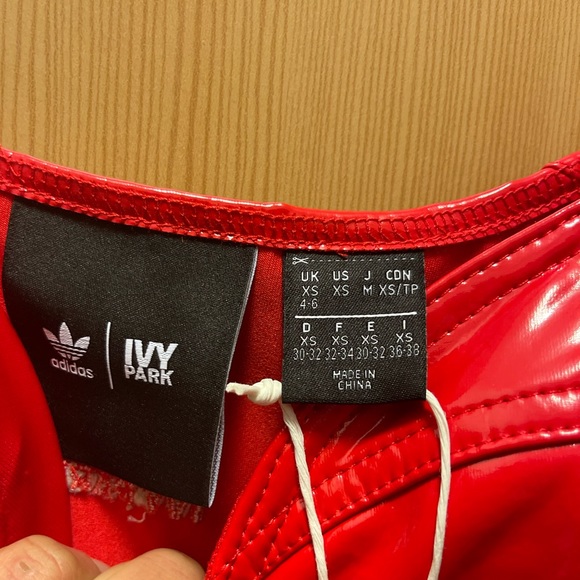 adidas
IVY
PARK
UK US J CDN
XS XS M XS/TP
4-6
D F E I
XS XS XS XS
30-32 32-34 30-32 36-38
MADE IN
CHINA